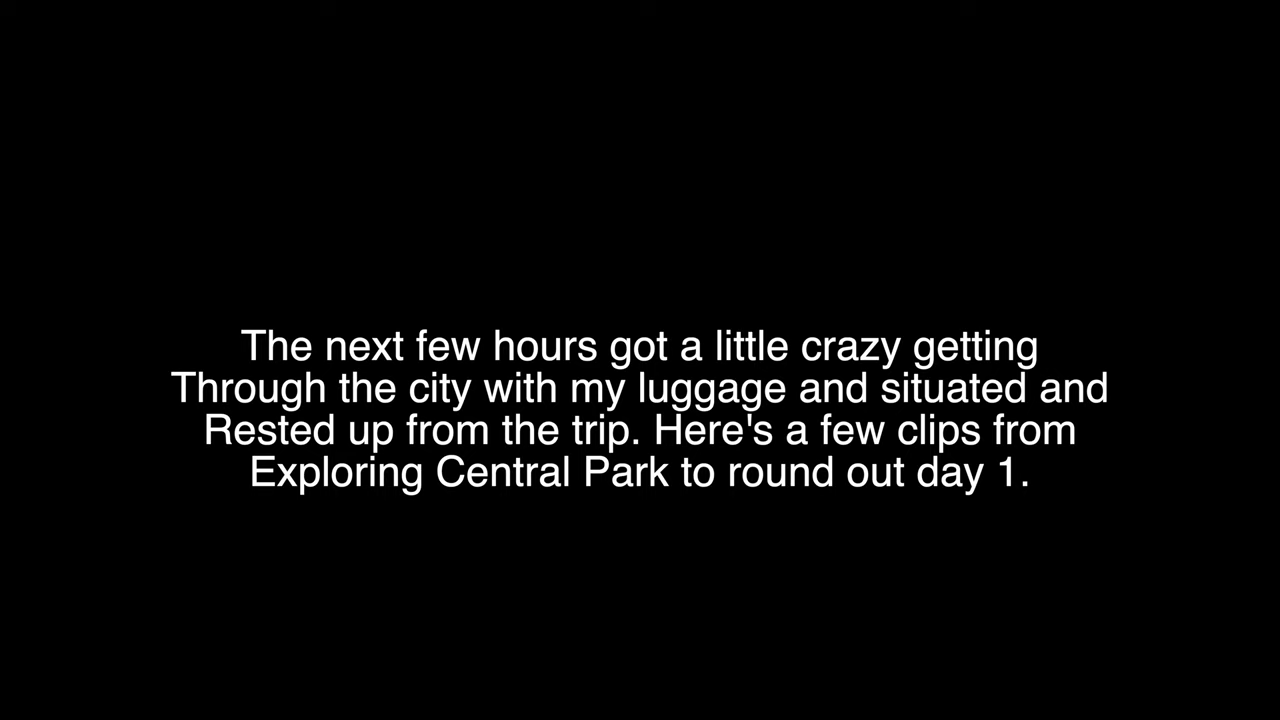 The next few hours got a little crazy getting
Through the city with my luggage and situated and
Rested up from the trip. Here's a few clips from
Exploring Central Park to round out day 1.